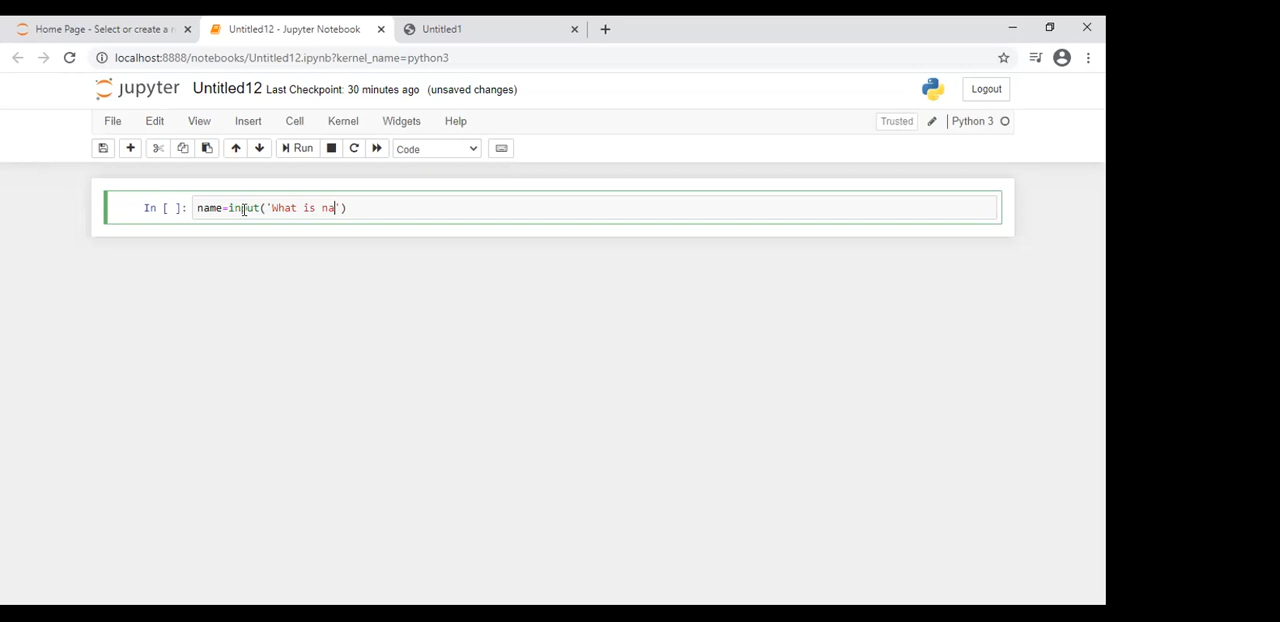 Home Page - Select or create a n
Untitled12 - Jupyter Notebook
Untitled1
localhost:8888/notebooks/Untitled12.ipynb?kernel_name=python3
jupyter Untitled12 Last Checkpoint: 30 minutes ago (unsaved changes)
Logout
File Edit View Insert Cell Kernel Widgets Help
Trusted Python 3
Run Code
In [ ]: name=input('What is na')